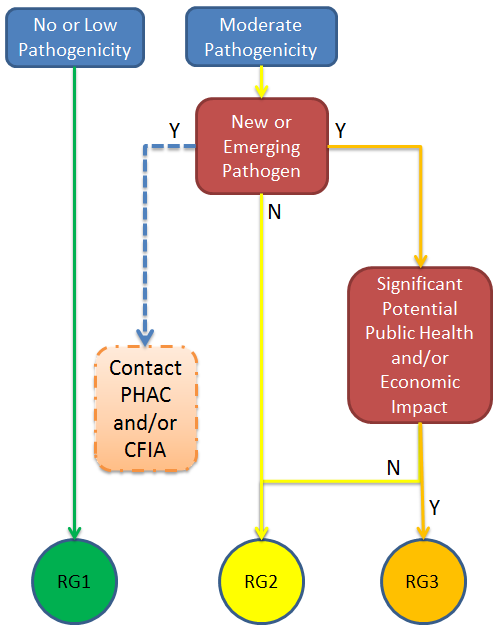 No or Low
Pathogenicity
Moderate
Pathogenicity
New or
Emerging
Pathogen
Y
Y
N
Significant
Potential
Public Health
and/or
Economic
Impact
Contact
PHAC
and/or
CFIA
N
Y
RG1
RG2
RG3